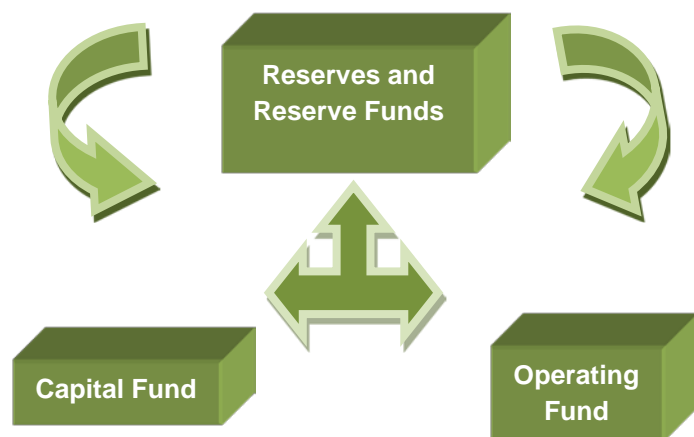 Reserves and
Reserve Funds
Capital Fund
Operating
Fund